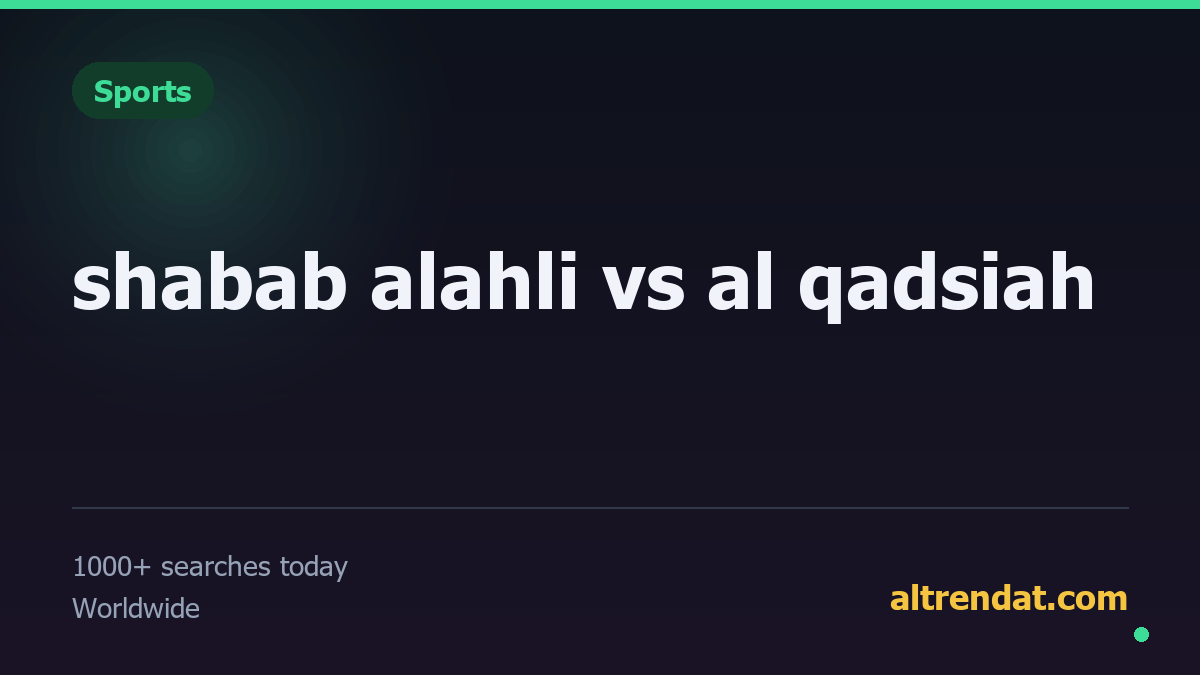 Sports
shabab alahli vs al qadsiah
1000+ searches today
Worldwide
altrendat.com